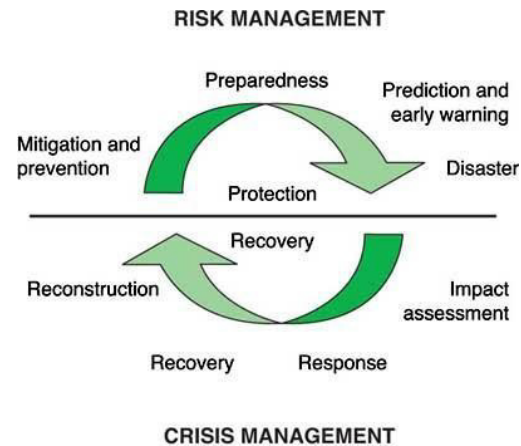 RISK MANAGEMENT
Preparedness
Prediction and
early warning
Mitigation and
prevention
Disaster
Protection
Recovery
Reconstruction
Impact
assessment
Recovery
Response
CRISIS MANAGEMENT